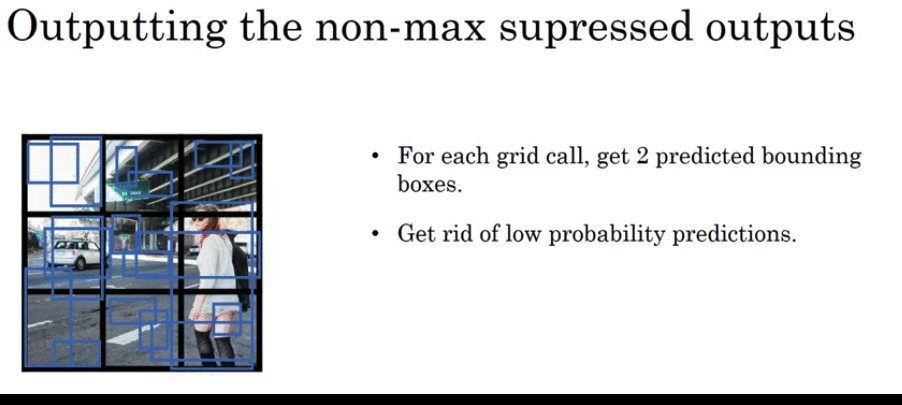 Outputting the non-max supressed outputs
• For each grid call, get 2 predicted bounding
boxes.
• Get rid of low probability predictions.